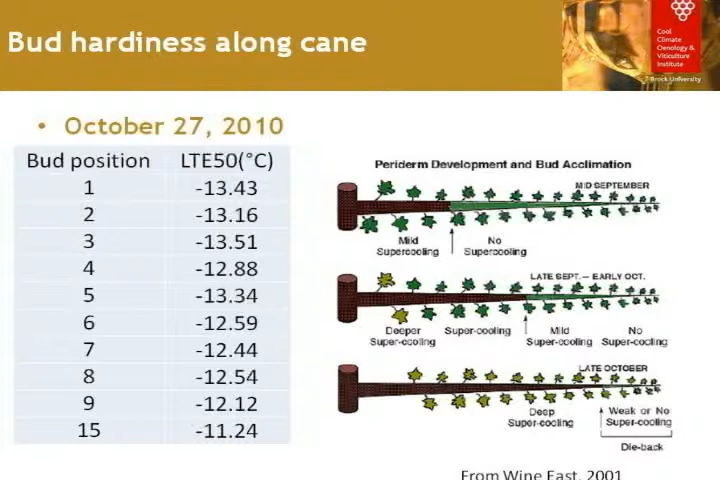 Bud hardiness along cane
Cool
Climate
Oenology &
Viticulture
Institute
Brock University
• October 27, 2010
Bud position LTE50(°C)
1 -13.43
2 -13.16
3 -13.51
4 -12.88
5 -13.34
6 -12.59
7 -12.44
8 -12.54
9 -12.12
15 -11.24
Periderm Development and Bud Acclimation
MID SEPTEMBER
Mild No
Supercooling Supercooling
LATE SEPT. – EARLY OCT.
Deeper Super-cooling Mild No
Super-cooling Super-cooling Super-cooling
LATE OCTOBER
Deep Weak or No
Super-cooling Super-cooling
Die-back
From Wine East, 2001